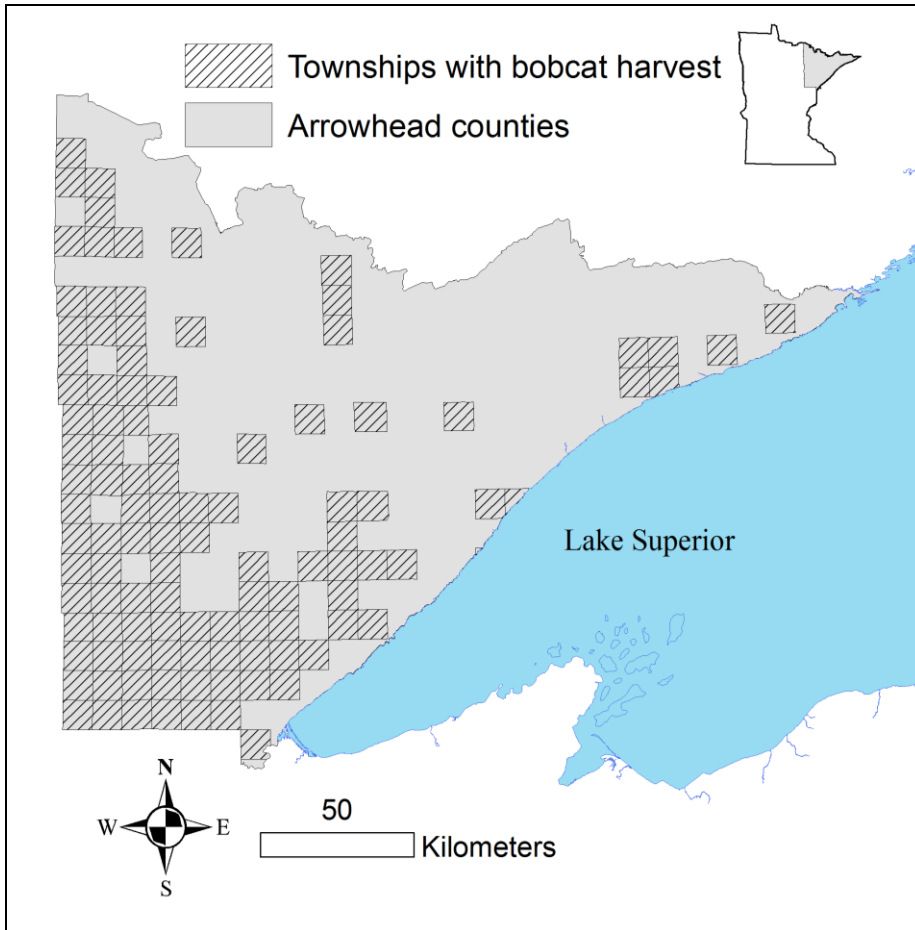 Townships with bobcat harvest
Arrowhead counties
Lake Superior
N
W E
S
50
Kilometers